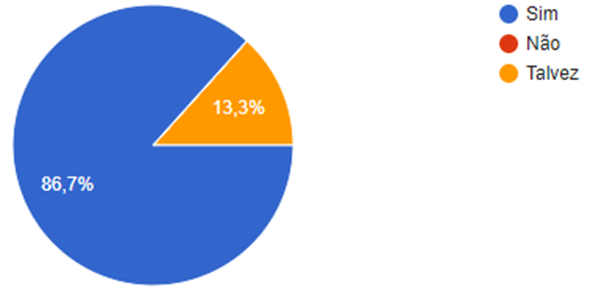 Sim
Não
Talvez
13,3%
86,7%